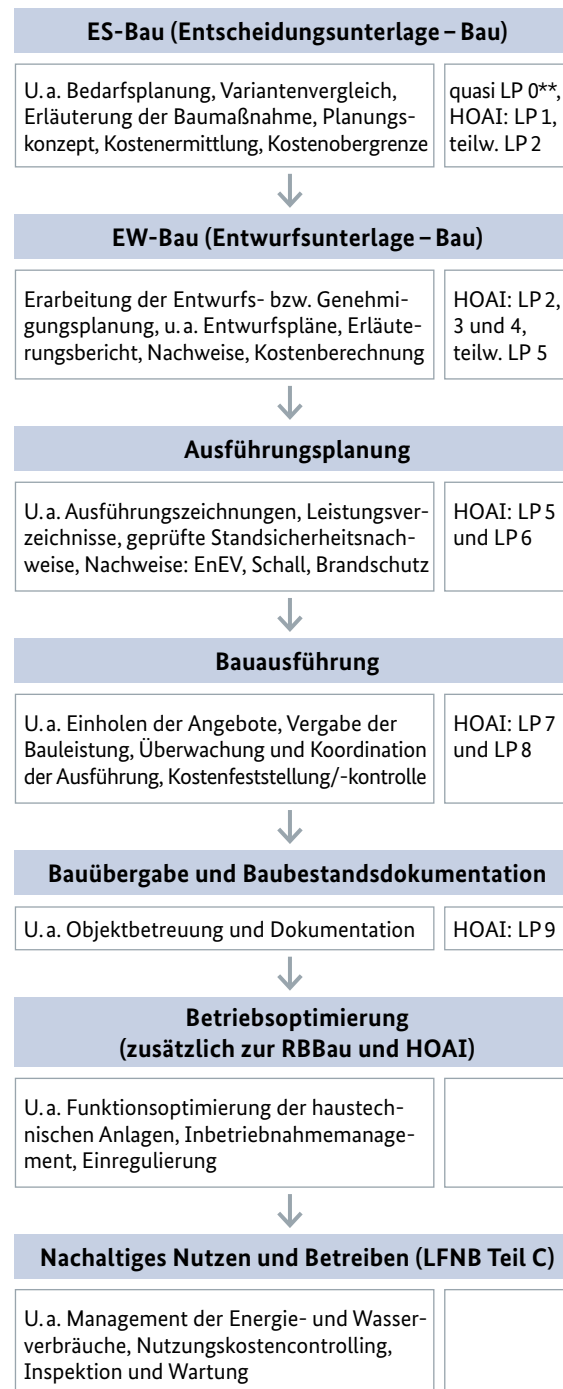 ES-Bau (Entscheidungsunterlage – Bau)
U. a. Bedarfsplanung, Variantenvergleich,
Erläuterung der Baumaßnahme, Planungs-
konzept, Kostenermittlung, Kostenobergrenze
quasi LP 0**,
HOAI: LP 1,
teilw. LP 2
EW-Bau (Entwurfsunterlage – Bau)
Erarbeitung der Entwurfs- bzw. Genehmi-
gungsplanung, u. a. Entwurfspläne, Erläute-
rungsbericht, Nachweise, Kostenberechnung
HOAI: LP 2,
3 und 4,
teilw. LP 5
Ausführungsplanung
U. a. Ausführungszeichnungen, Leistungsver-
zeichnisse, geprüfte Standsicherheitsnach-
weise, Nachweise: EnEV, Schall, Brandschutz
HOAI: LP 5
und LP 6
Bauausführung
U. a. Einholen der Angebote, Vergabe der
Bauleistung, Überwachung und Koordination
der Ausführung, Kostenfeststellung/-kontrolle
HOAI: LP 7
und LP 8
Bauübergabe und Baubestandsdokumentation
U. a. Objektbetreuung und Dokumentation
HOAI: LP 9
Betriebsoptimierung
(zusätzlich zur RBBau und HOAI)
U. a. Funktionsoptimierung der haustech-
nischen Anlagen, Inbetriebnahmemanage-
ment, Einregulierung
Nachaltiges Nutzen und Betreiben (LFNB Teil C)
U. a. Management der Energie- und Wasser-
verbräuche, Nutzungskostencontrolling,
Inspektion und Wartung